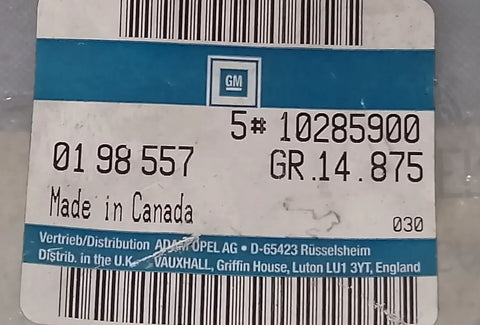 GM
5# 10285900
01 98 557 GR.14.875
Made in Canada
030
Vertrieb/Distribution ADAM OPEL AG • D-65423 Rüsselsheim
Distrib. in the U.K. VAUXHALL, Griffin House, Luton LU1 3YT, England